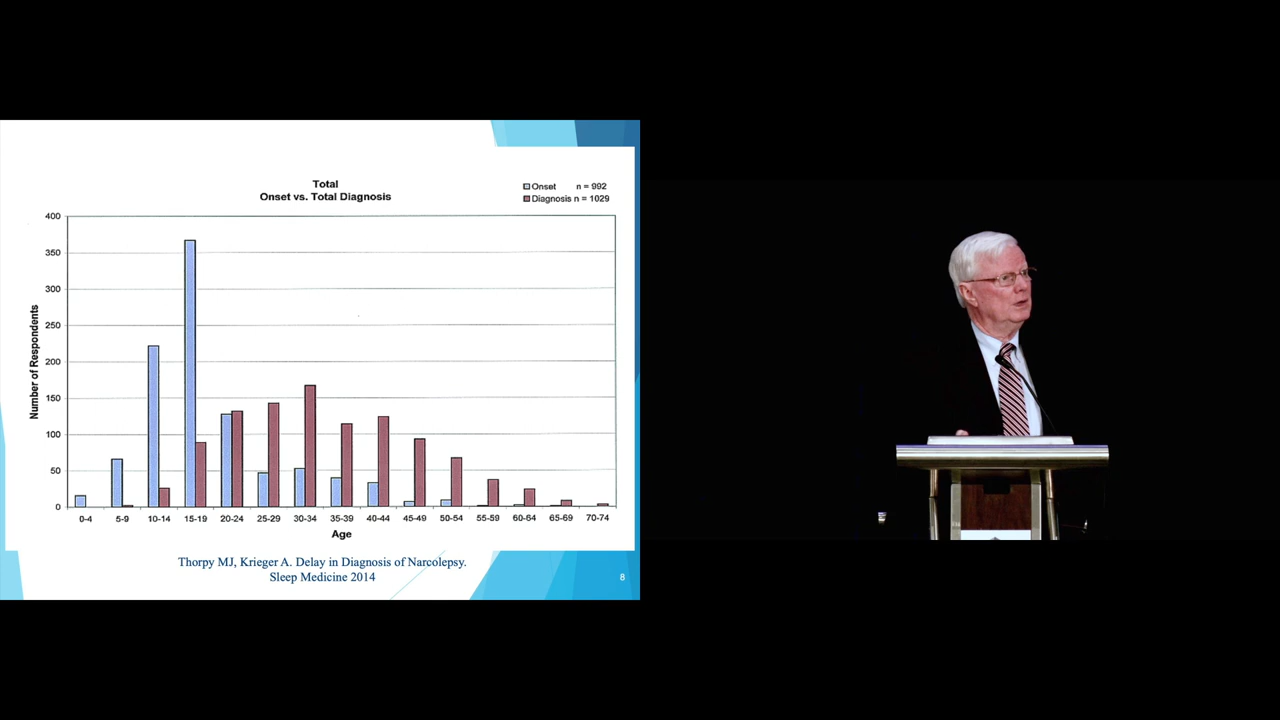 Total
Onset vs. Total Diagnosis
Onset n = 992
Diagnosis n = 1029
Number of Respondents
400
350
300
250
200
150
100
50
0
0-4 5-9 10-14 15-19 20-24 25-29 30-34 35-39 40-44 45-49 50-54 55-59 60-64 65-69 70-74
Age
Thorpy MJ, Krieger A. Delay in Diagnosis of Narcolepsy.
Sleep Medicine 2014
8